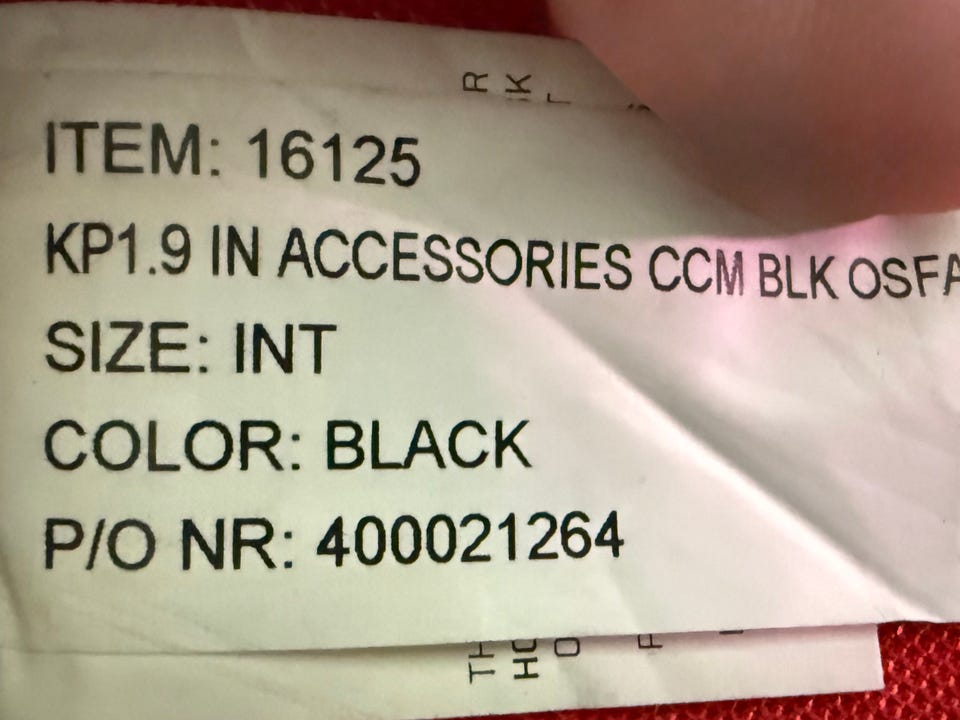 ITEM: 16125
KP1.9 IN ACCESSORIES CCM BLK OSFA
SIZE: INT
COLOR: BLACK
P/O NR: 400021264